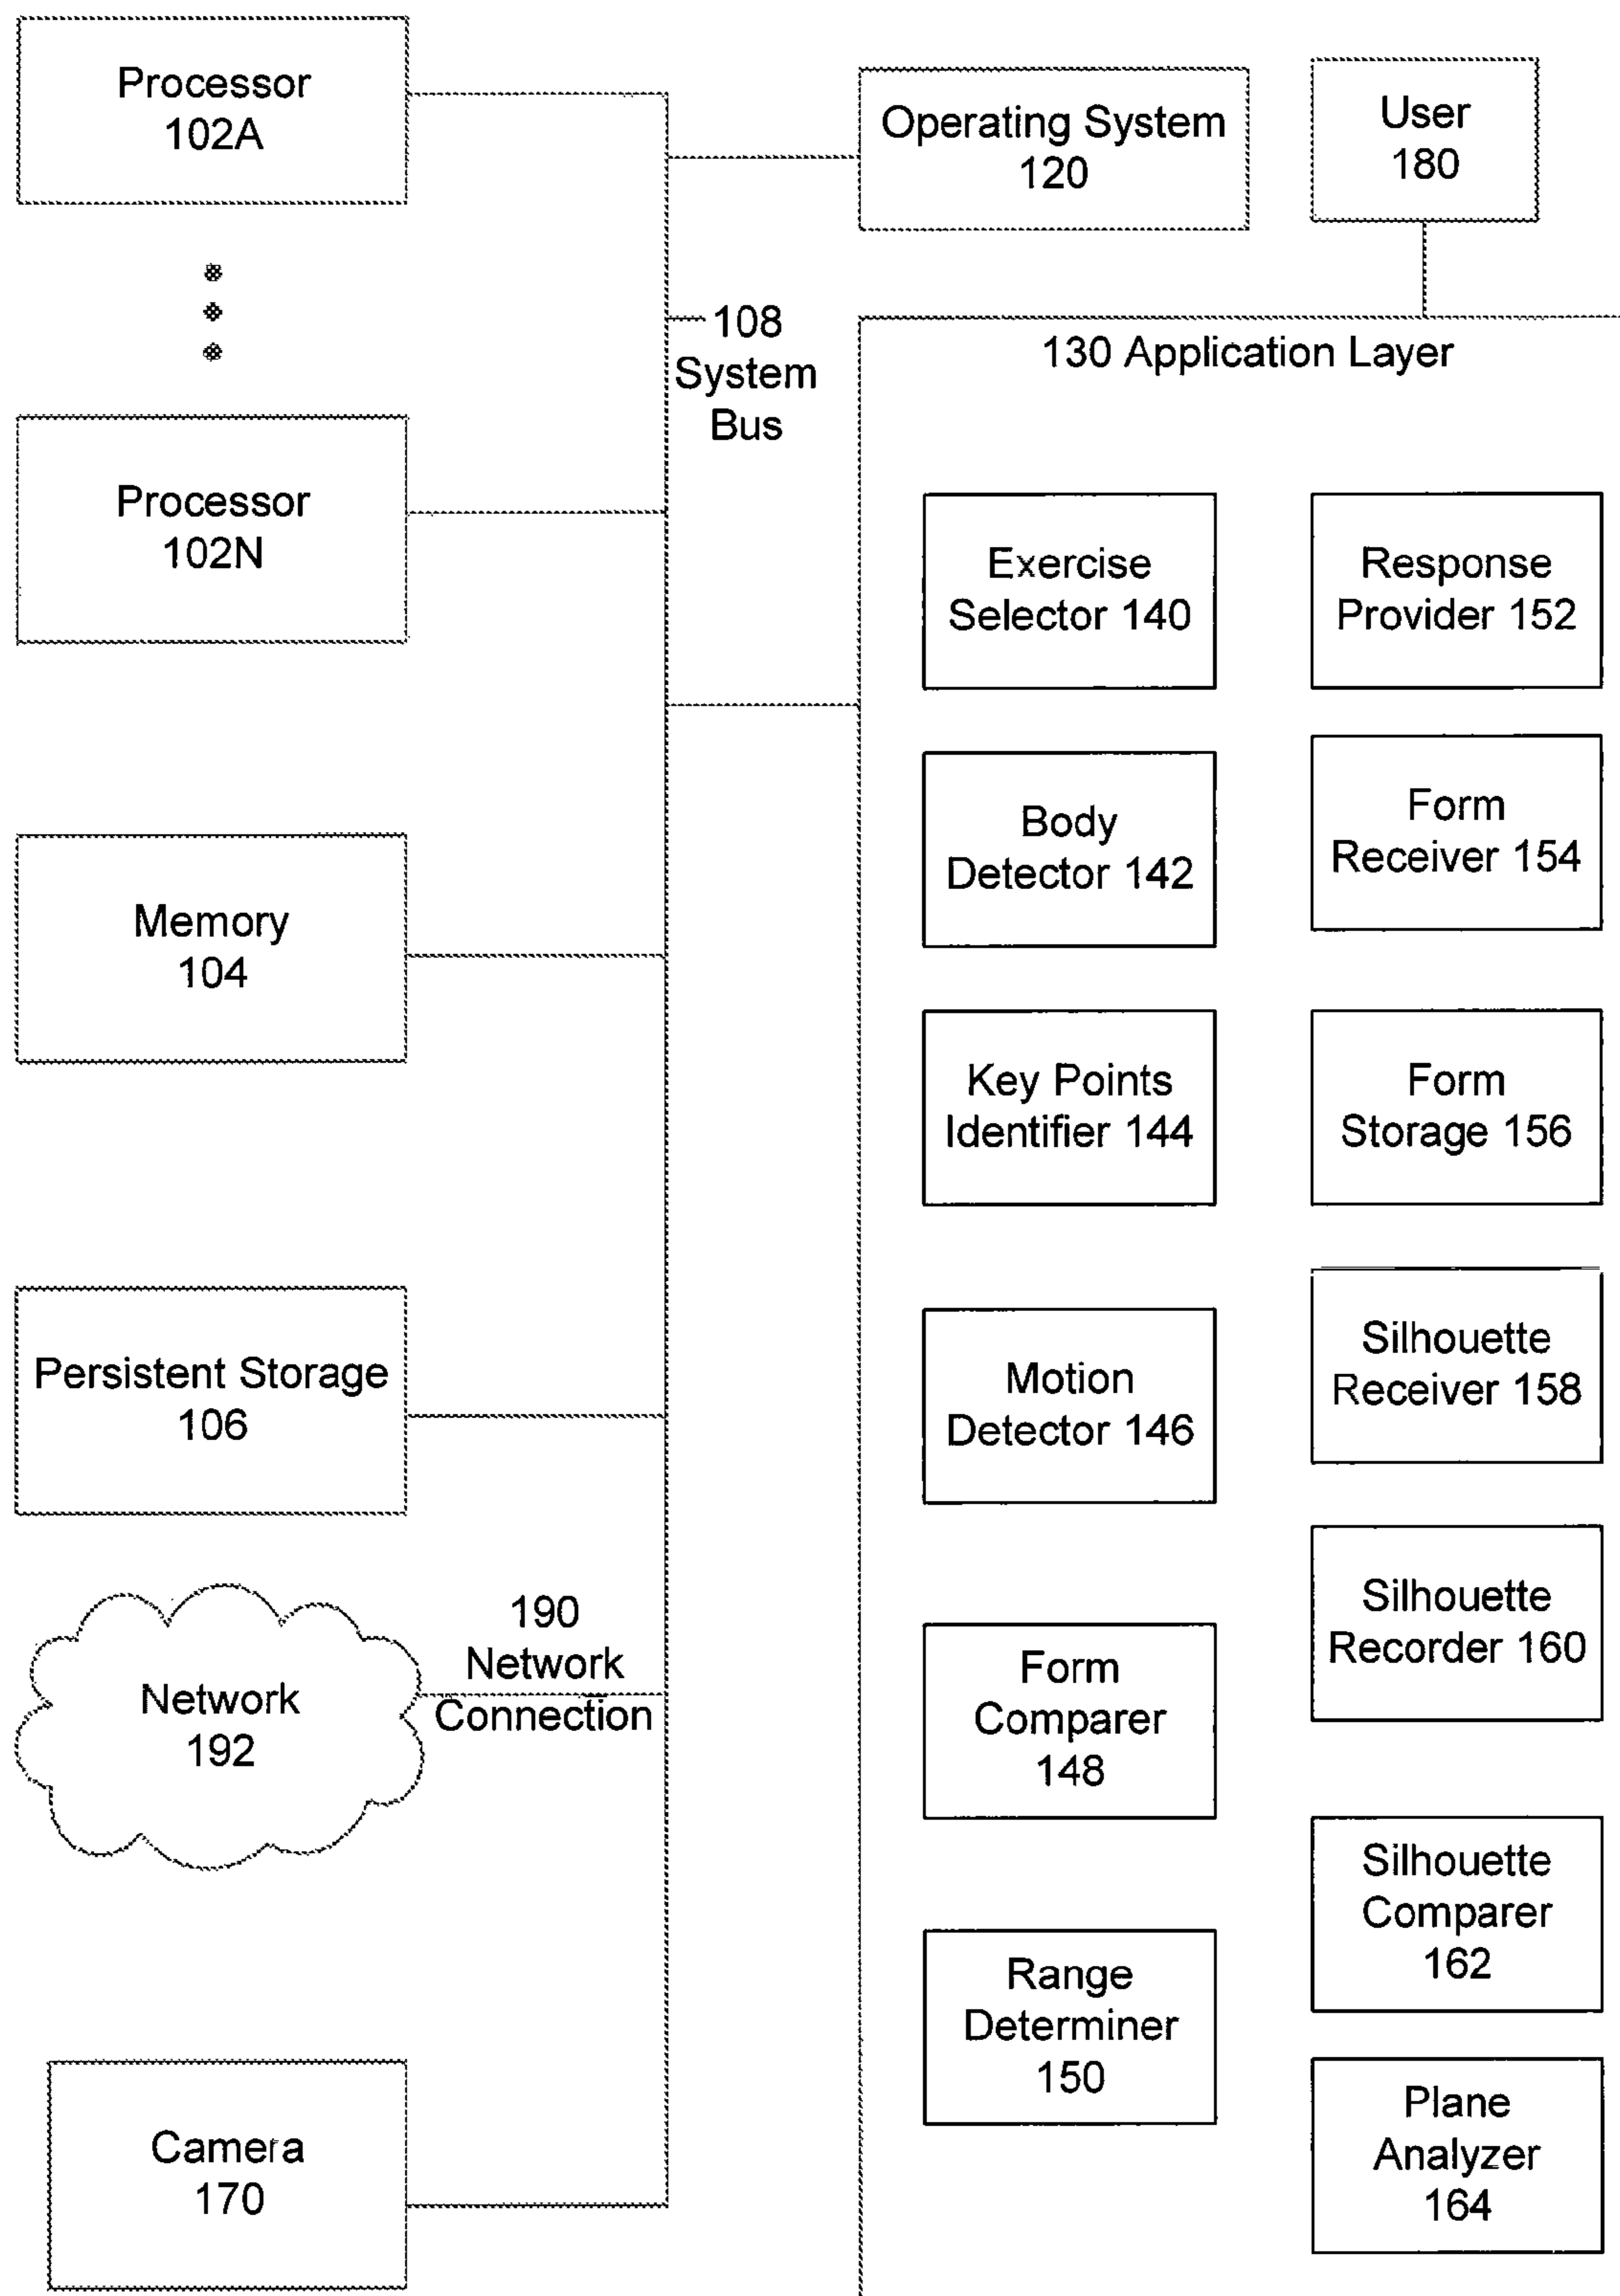 Processor
102A
Operating System
120
User
180
108
System
Bus
130 Application Layer
Processor
102N
Exercise
Selector 140
Response
Provider 152
Body
Detector 142
Form
Receiver 154
Memory
104
Key Points
Identifier 144
Form
Storage 156
Persistent Storage
106
Motion
Detector 146
Silhouette
Receiver 158
Network
192
190
Network
Connection
Silhouette
Recorder 160
Form
Comparer
148
Silhouette
Comparer
162
Range
Determiner
150
Camera
170
Plane
Analyzer
164